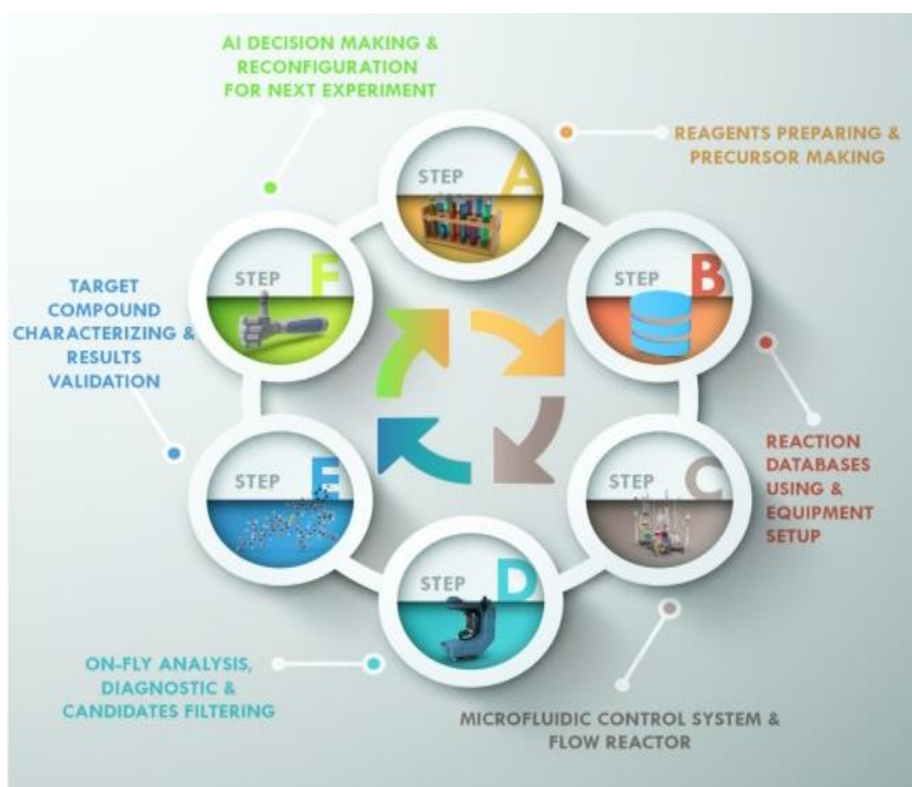 AI DECISION MAKING &
RECONFIGURATION
FOR NEXT EXPERIMENT
REAGENTS PREPARING &
PRECURSOR MAKING
STEP A
STEP F
STEP B
TARGET
COMPOUND
CHARACTERIZING &
RESULTS
VALIDATION
REACTION
DATABASES
USING &
EQUIPMENT
SETUP
STEP E
STEP C
STEP D
ON-FLY ANALYSIS,
DIAGNOSTIC &
CANDIDATES FILTERING
MICROFLUIDIC CONTROL SYSTEM &
FLOW REACTOR